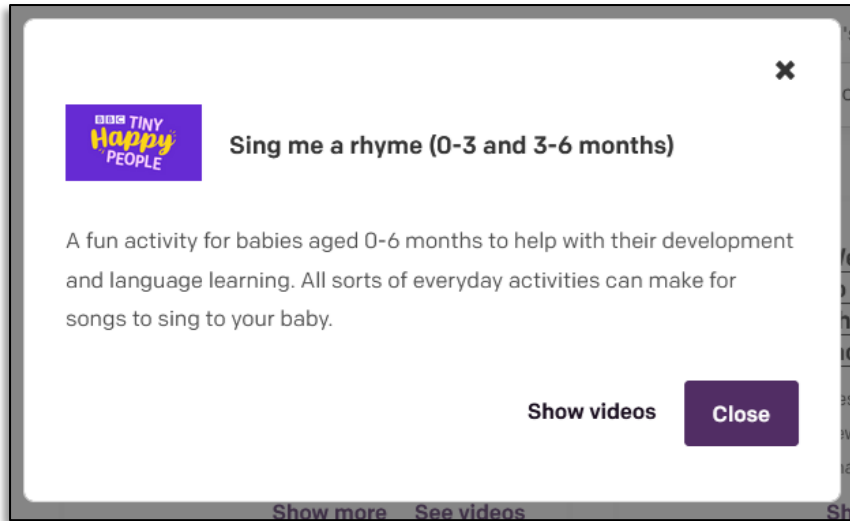 BBC TINY
Happy
PEOPLE
Sing me a rhyme (0-3 and 3-6 months)
A fun activity for babies aged 0-6 months to help with their development
and language learning. All sorts of everyday activities can make for
songs to sing to your baby.
Show videos Close
Show more See videos